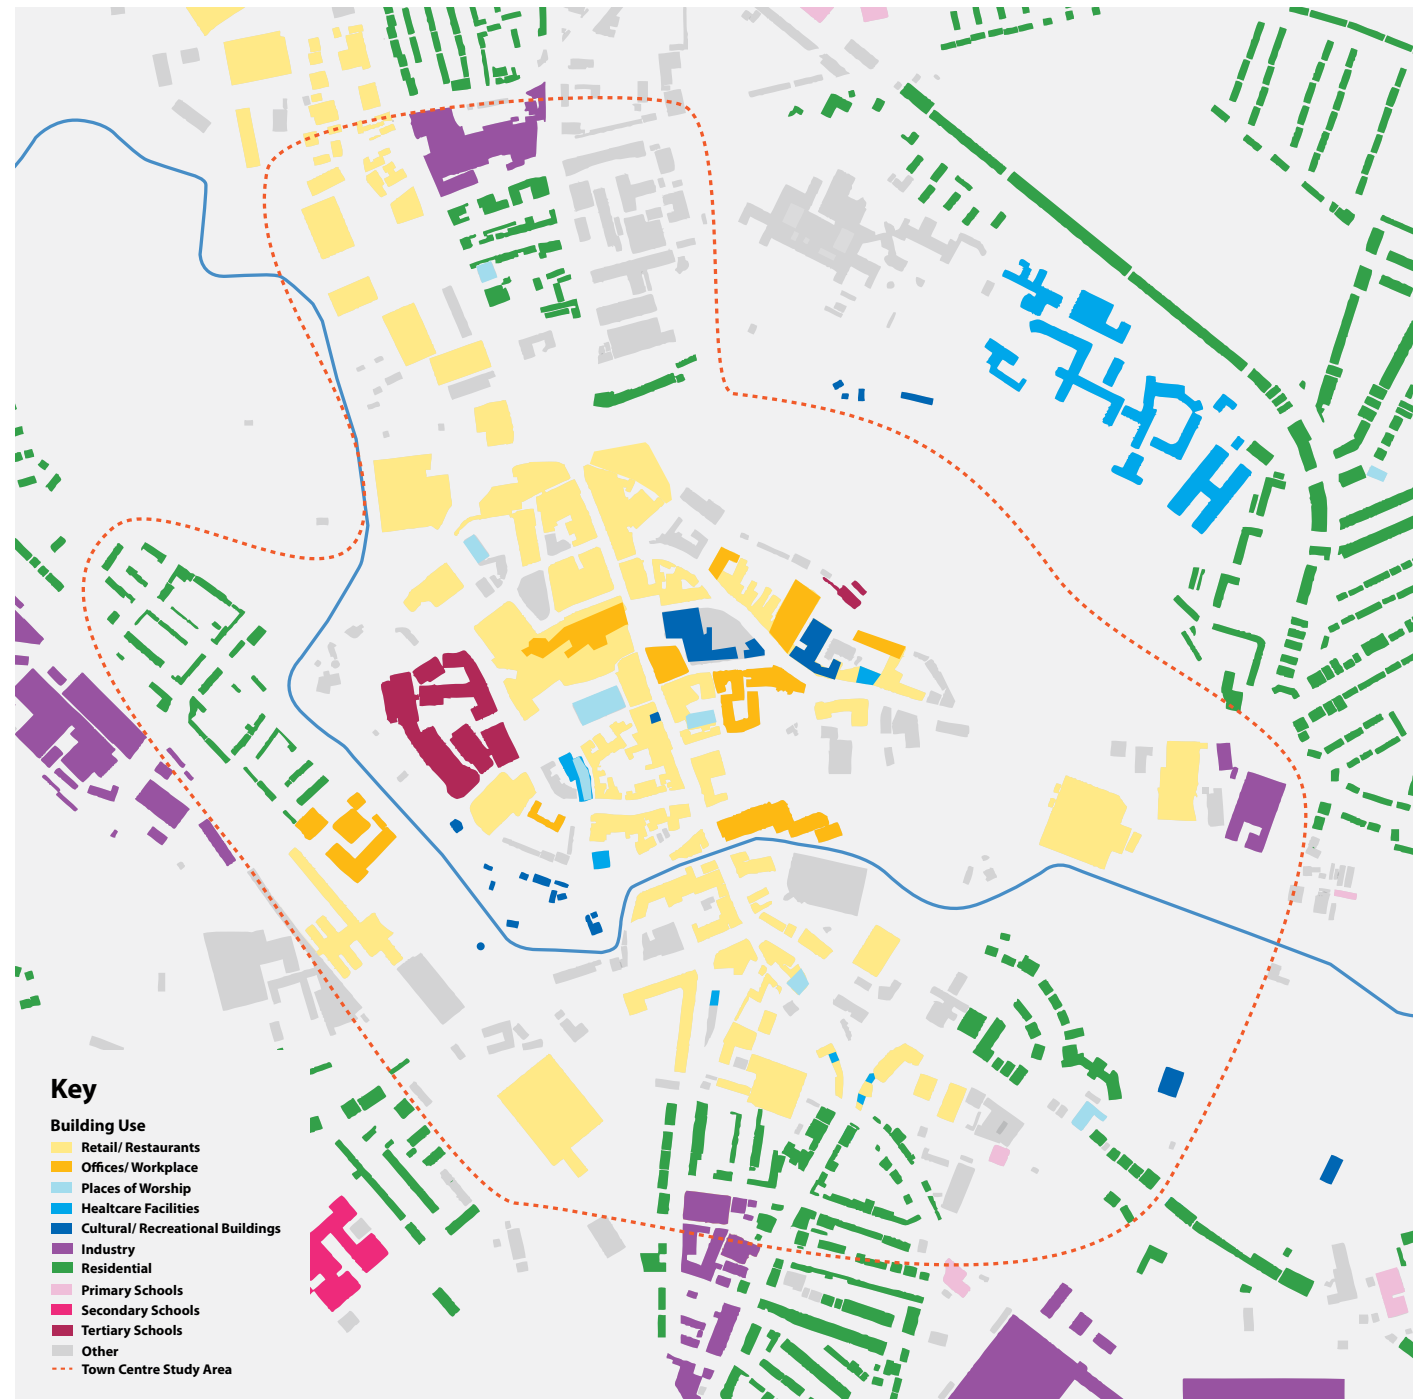 Key
Building Use
Retail/ Restaurants
Offices/ Workplace
Places of Worship
Healtcare Facilities
Cultural/ Recreational Buildings
Industry
Residential
Primary Schools
Secondary Schools
Tertiary Schools
Other
Town Centre Study Area